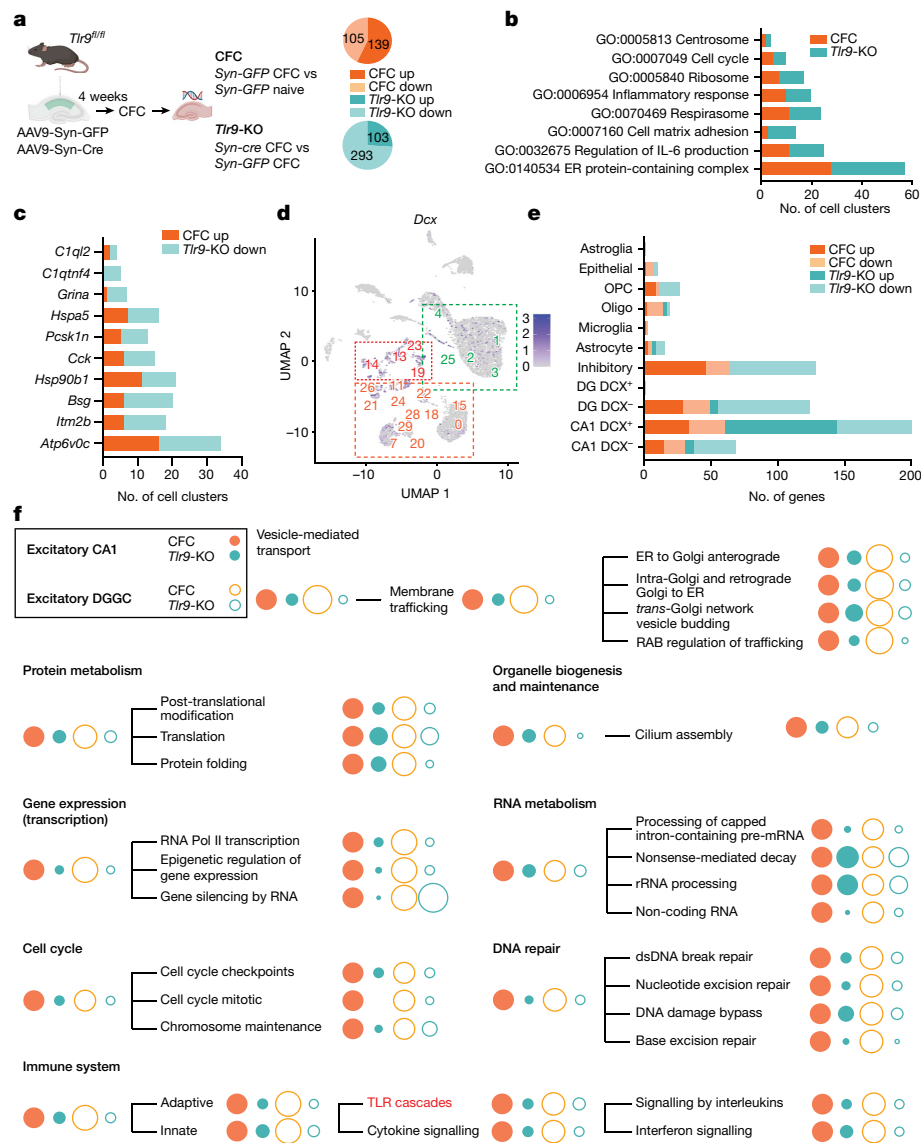 a
Tlr9fl/fl
4 weeks
CFC
AAV9-Syn-GFP
AAV9-Syn-Cre
CFC
Syn-GFP CFC vs
Syn-GFP naive
Tlr9-KO
Syn-cre CFC vs
Syn-GFP CFC
105
139
CFC up
CFC down
Tlr9-KO up
Tlr9-KO down
103
293
b
CFC
Tlr9-KO
GO:0005813 Centrosome
GO:0007049 Cell cycle
GO:0005840 Ribosome
GO:0006954 Inflammatory response
GO:0070469 Respirasome
GO:0007160 Cell matrix adhesion
GO:0032675 Regulation of IL-6 production
GO:0140534 ER protein-containing complex
0 20 40 60
No. of cell clusters
c
CFC up
Tlr9-KO down
C1ql2
C1qtnf4
Grina
Hspa5
Pcsk1n
Cck
Hsp90b1
Bsg
Itm2b
Atp6v0c
0 10 20 30 40
No. of cell clusters
d
Dcx
10
0
−10
UMAP 2
−10 0 10
UMAP 1
3
2
1
0
4
1
2
3
25
23
13
14
19
26
11
22
21
24
15
28
18
0
29
7
20
e
CFC up
CFC down
Tlr9-KO up
Tlr9-KO down
Astroglia
Epithelial
OPC
Oligo
Microglia
Astrocyte
Inhibitory
DG DCX+
DG DCX−
CA1 DCX+
CA1 DCX−
0 50 100 150 200
No. of genes
f
Excitatory CA1
CFC
Tlr9-KO
Excitatory DGGC
CFC
Tlr9-KO
Vesicle-mediated
transport
Membrane
trafficking
ER to Golgi anterograde
Intra-Golgi and retrograde
Golgi to ER
trans-Golgi network
vesicle budding
RAB regulation of trafficking
Protein metabolism
Post-translational
modification
Translation
Protein folding
Organelle biogenesis
and maintenance
Cilium assembly
Gene expression
(transcription)
RNA Pol II transcription
Epigenetic regulation of
gene expression
Gene silencing by RNA
RNA metabolism
Processing of capped
intron-containing pre-mRNA
Nonsense-mediated decay
rRNA processing
Non-coding RNA
Cell cycle
Cell cycle checkpoints
Cell cycle mitotic
Chromosome maintenance
DNA repair
dsDNA break repair
Nucleotide excision repair
DNA damage bypass
Base excision repair
Immune system
Adaptive
Innate
TLR cascades
Cytokine signalling
Signalling by interleukins
Interferon signalling